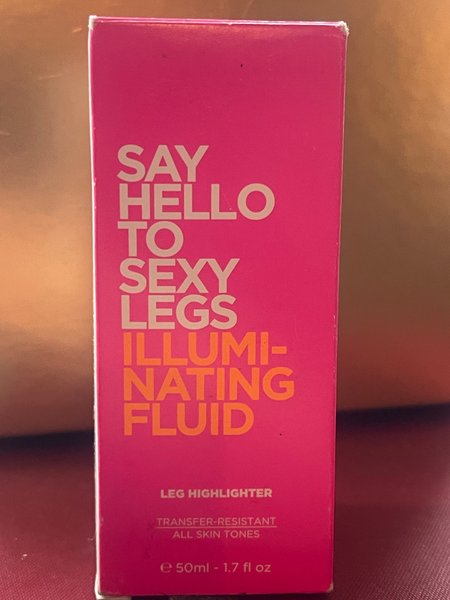 SAY
HELLO
TO
SEXY
LEGS
ILLUMI-
NATING
FLUID
LEG HIGHLIGHTER
TRANSFER-RESISTANT
ALL SKIN TONES
℮ 50ml - 1.7 fl oz